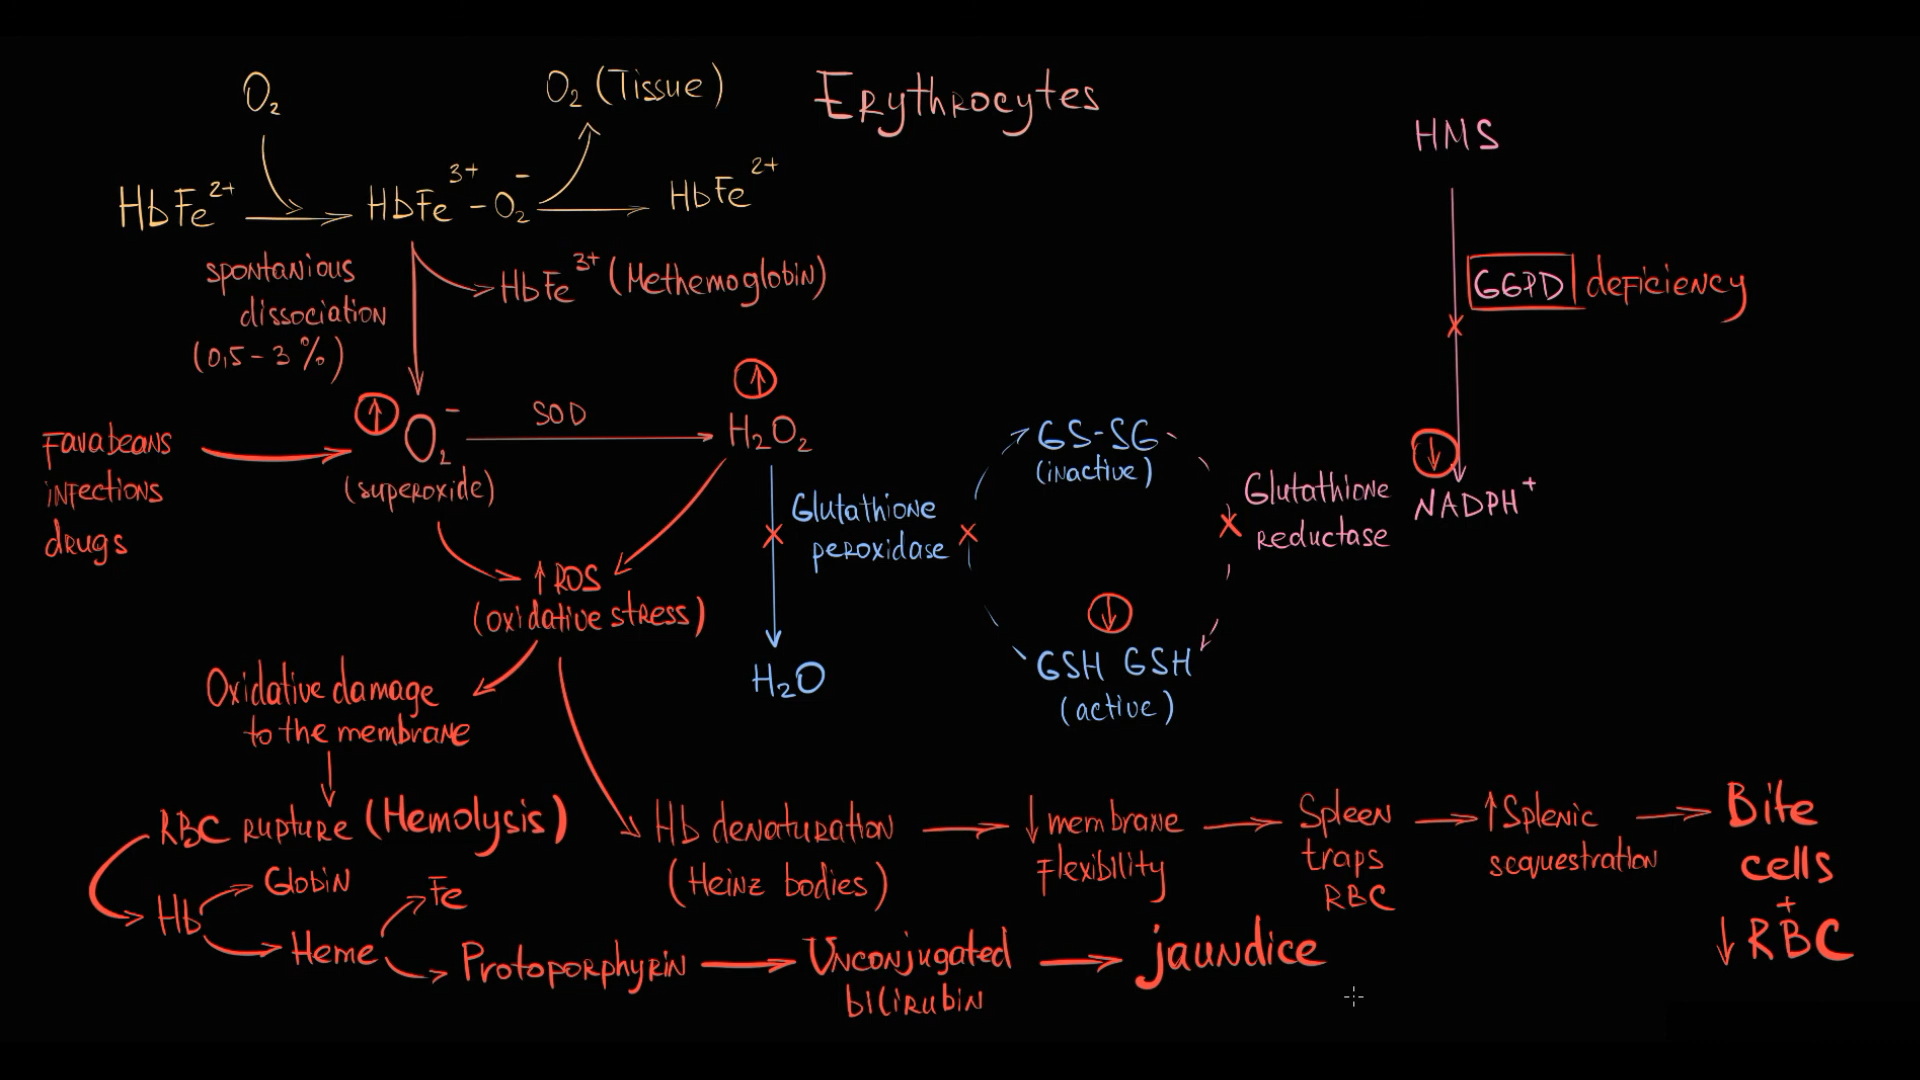 Erythrocytes
O₂
O₂ (Tissue)
HbFe²⁺
HbFe³⁺-O₂⁻
HbFe²⁺
spontanious
dissociation
(0,5-3%)
HbFe³⁺ (Methemoglobin)
HMS
G6PD deficiency
Favabeans
infections
drugs
↑ O₂⁻
(superoxide)
SOD
↑
H₂O₂
Glutathione
peroxidase
GS-SG
(inactive)
Glutathione
reductase
↓
NADPH⁺
↓
GSH GSH
(active)
H₂O
↑ROS
(oxidative stress)
Oxidative damage
to the membrane
RBC rupture (Hemolysis)
Hb
Globin
Heme
Fe
Protoporphyrin
Unconjugated
bilirubin
jaundice
Hb denaturation
(Heinz bodies)
↓membrane
flexibility
Spleen
traps
RBC
↑Splenic
scquestration
Bite
cells
+
↓RBC